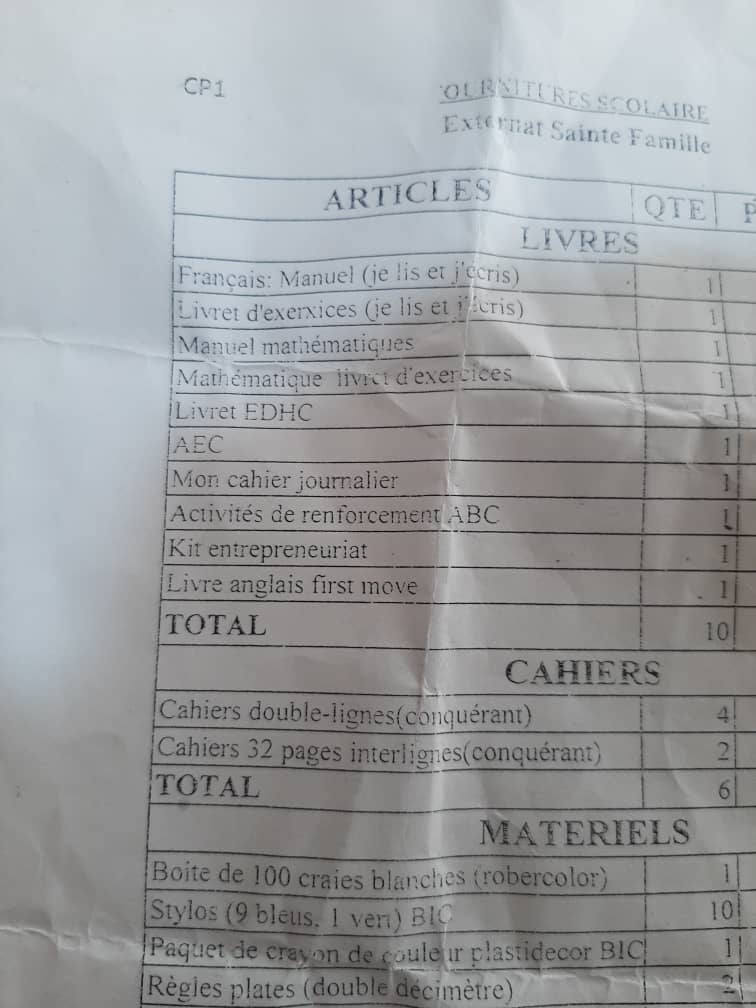 CP1
OURNITURES SCOLAIRE
Externat Sainte Famille
ARTICLES QTE P
LIVRES
Français: Manuel (je lis et j'écris) 1
Livret d'exerxices (je lis et j'écris) 1
Manuel mathématiques 1
Mathématique livret d'exercices 1
Livret EDHC 1
AEC 1
Mon cahier journalier 1
Activités de renforcement ABC 1
Kit entrepreneuriat 1
Livre anglais first move 1
TOTAL 10
CAHIERS
Cahiers double-lignes(conquérant) 4
Cahiers 32 pages interlignes(conquérant) 2
TOTAL 6
MATERIELS
Boite de 100 craies blanches (robercolor) 1
Stylos (9 bleus, 1 vert) BIC 10
Paquet de crayon de couleur plastidecor BIC 1
Règles plates (double décimètre) 2